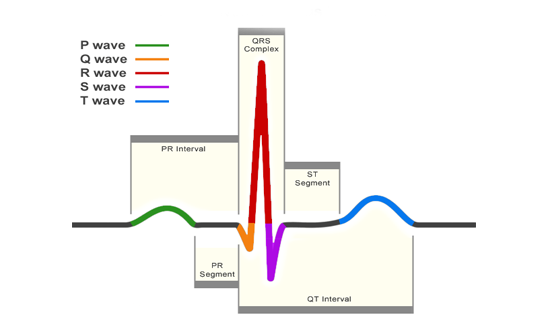 QRS
Complex
P wave
Q wave
R wave
S wave
T wave
PR Interval
ST
Segment
PR
Segment
QT Interval